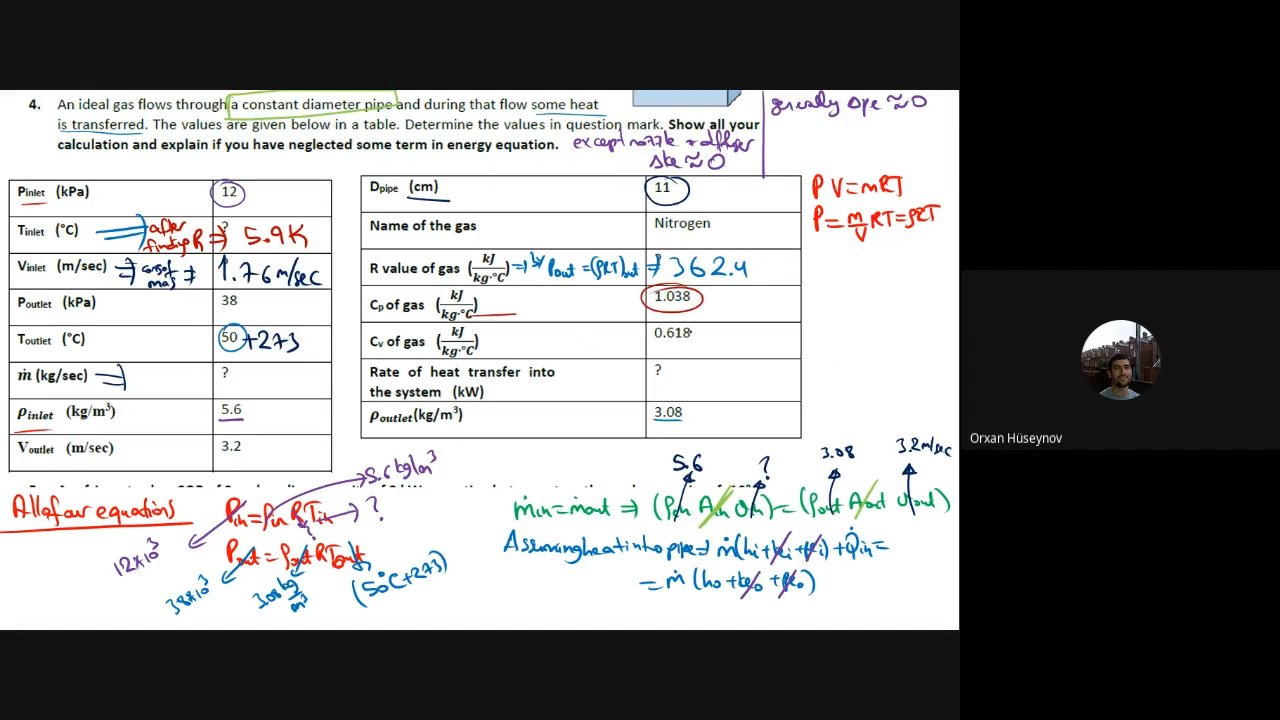 4. An ideal gas flows through a constant diameter pipe and during that flow some heat
is transferred. The values are given below in a table. Determine the values in question mark. Show all your
calculation and explain if you have neglected some term in energy equation.
generally Δpe ≈ 0
except nozzle
Δke ≈ 0
Pinlet (kPa) 12
Tinlet (°C) ? after finding R ⇒ 5.9K
Vinlet (m/sec) ⇒ ⇒ 1.76 m/sec
Poutlet (kPa) 38
Toutlet (°C) 50 +273
ṁ (kg/sec) ?
ρinlet (kg/m³) 5.6
Voutlet (m/sec) 3.2
Dpipe (cm) 11
Name of the gas Nitrogen
R value of gas (kJ/kg·°C) ⇒ by Pout = (ρRT)out ⇒ 362.4
Cp of gas (kJ/kg·°C) 1.038
Cv of gas (kJ/kg·°C) 0.618
Rate of heat transfer into
the system (kW) ?
ρoutlet(kg/m³) 3.08
PV = mRT
P = m/V RT = ρRT
All of our equations
Pin = ρin RTin → ?
5.6 kg/m³
12*10³
Pout = ρout RTout
38*10³
3.08 kg/m³
(50°C+273)
5.6 ? 3.08 3.2m/sec
ṁin = ṁout ⇒ (ρin Ain υin) = (ρout Aout υout)
Assuming heat into pipe ⇒ ṁ(hi + kei + pei) + Q̇in =
= ṁ (ho + keo + peo)
Orxan Hüseynov